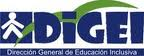 DIGEI
Dirección General de Educación Inclusiva